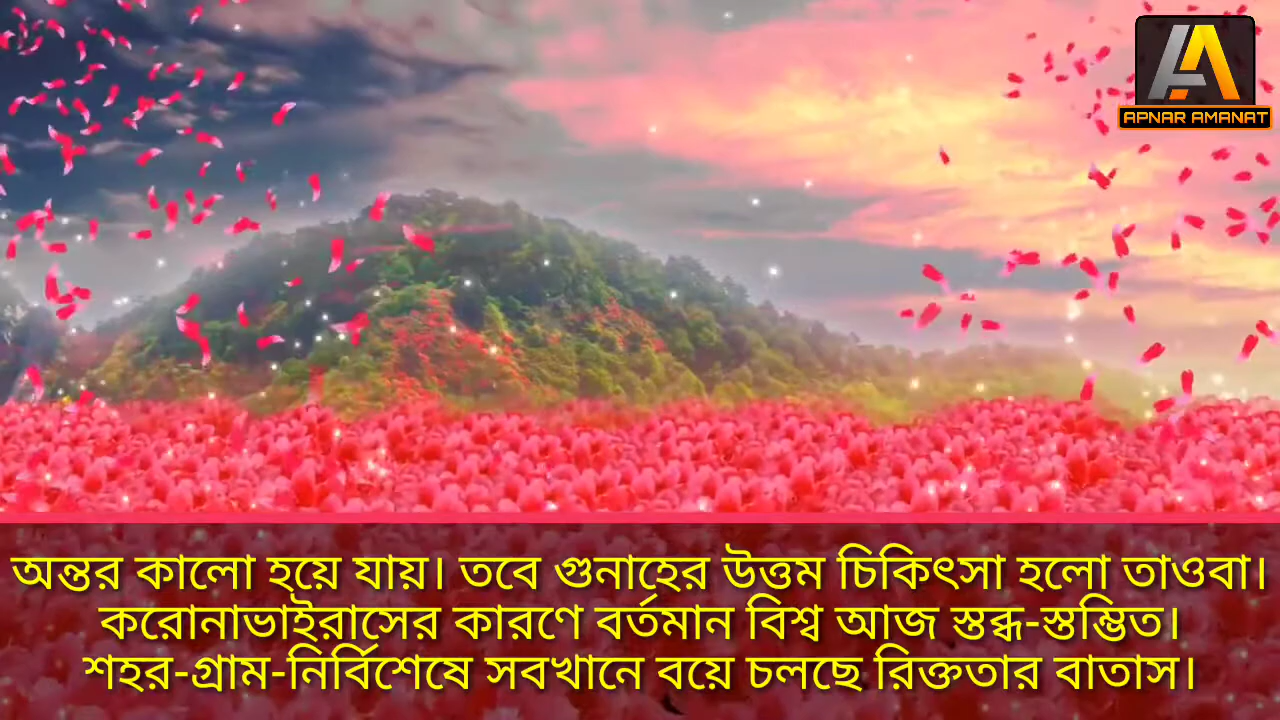 APNAR AMANAT
অন্তর কালো হয়ে যায়। তবে গুনাহের উত্তম চিকিৎসা হলো তাওবা।
করোনাভাইরাসের কারণে বর্তমান বিশ্ব আজ স্তব্ধ-স্তম্ভিত।
শহর-গ্রাম-নির্বিশেষে সবখানে বয়ে চলছে রিক্ততার বাতাস।